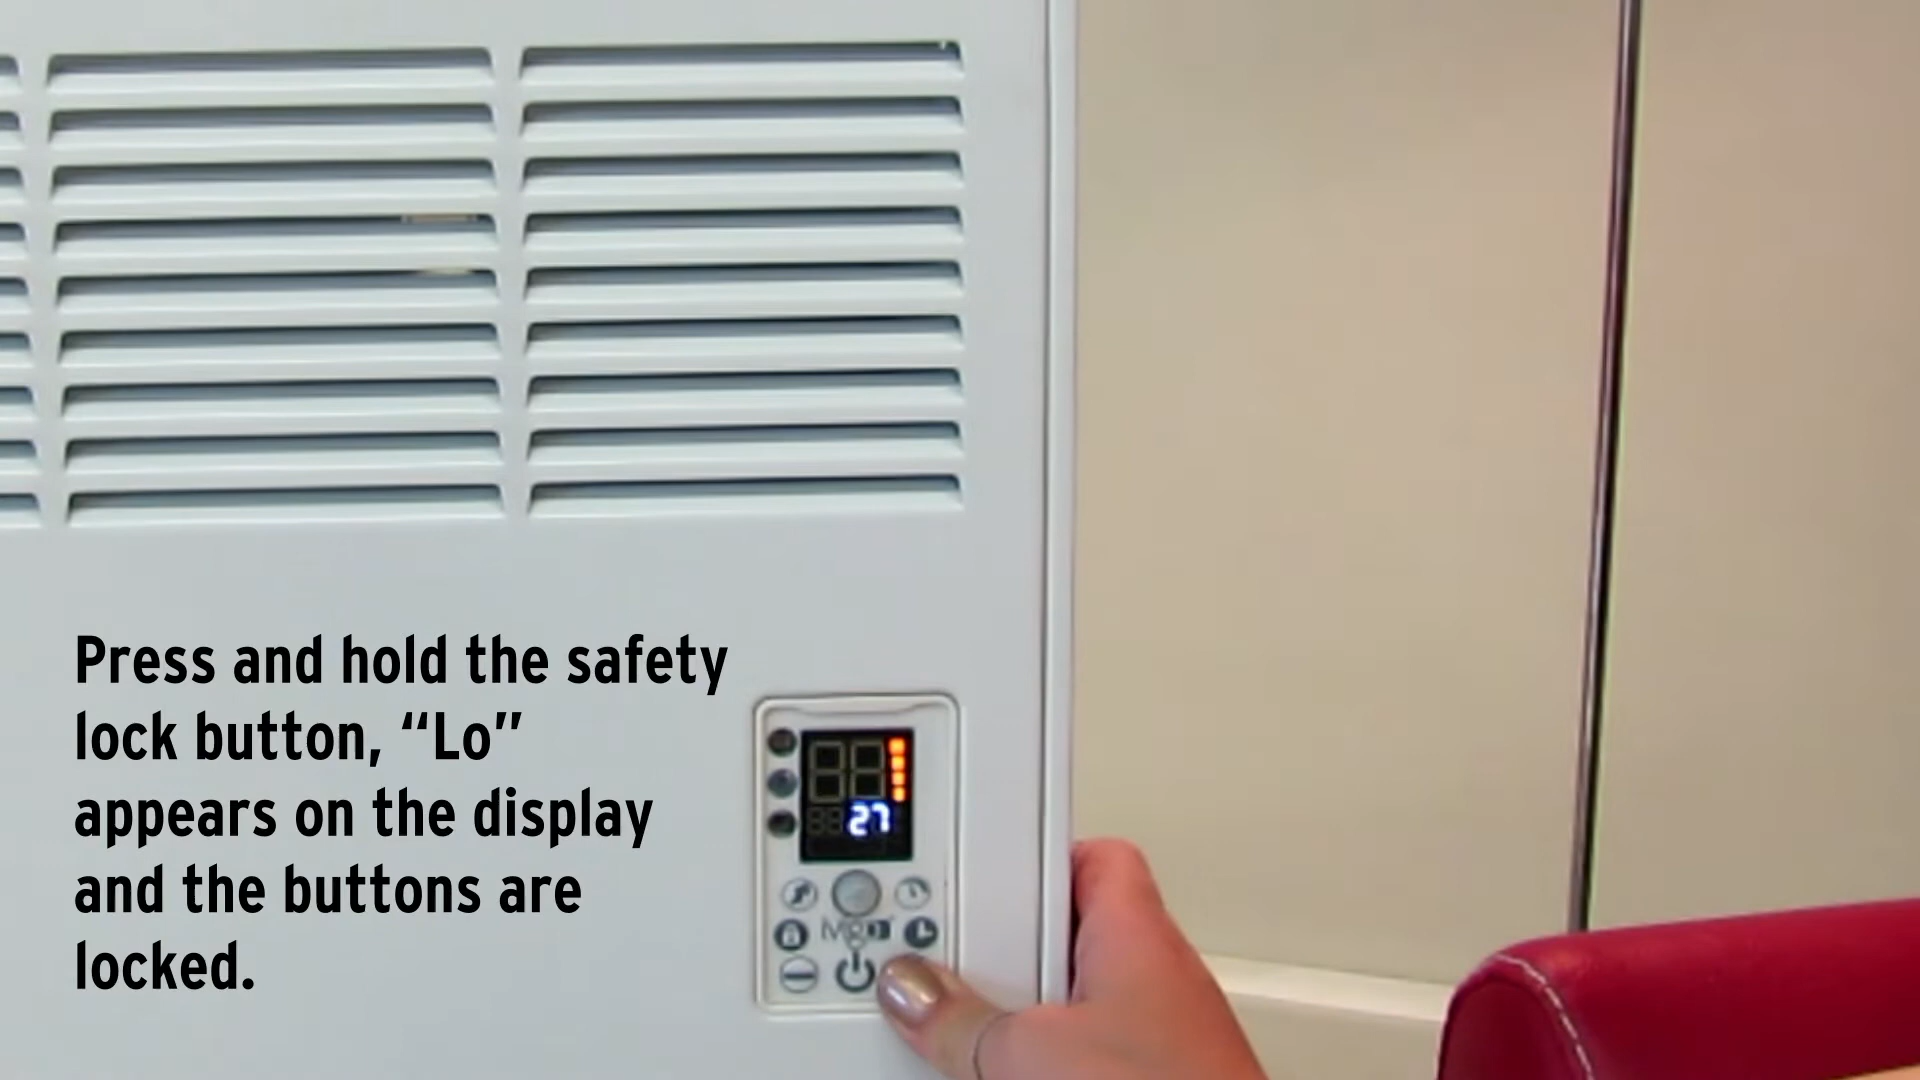 Press and hold the safety
lock button, “Lo”
appears on the display
and the buttons are
locked.
27